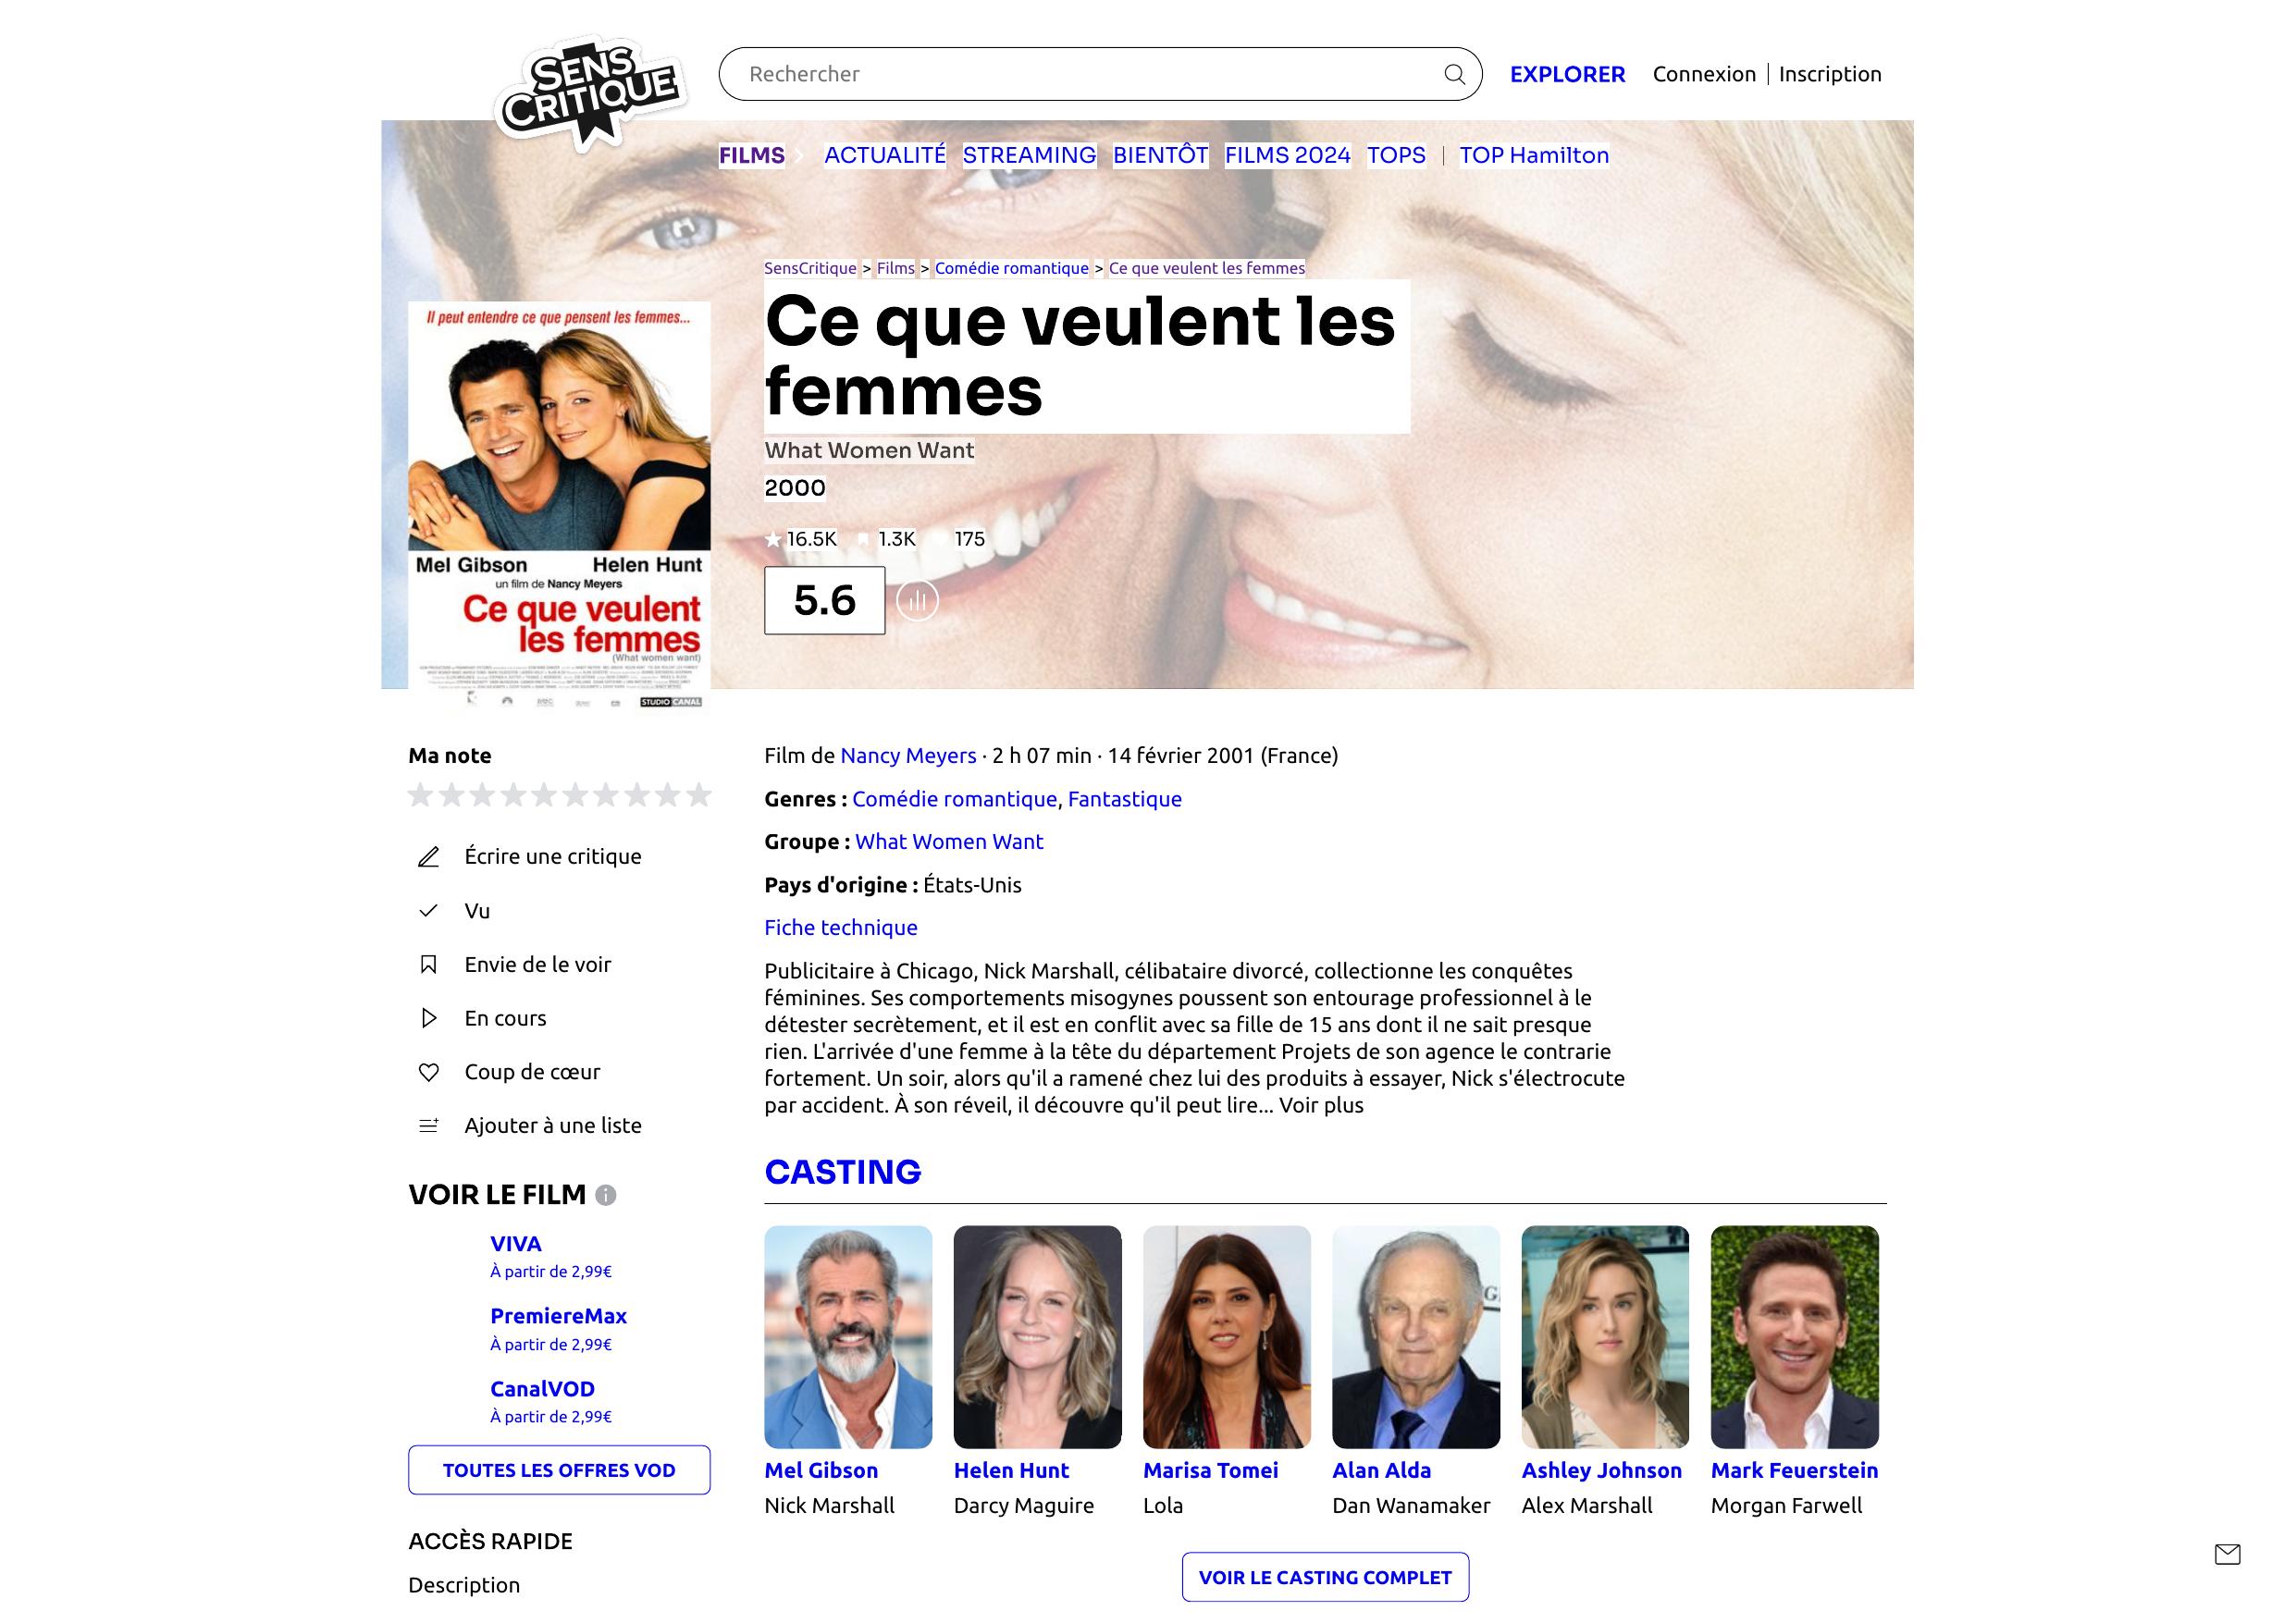 SENS
CRITIQUE
Rechercher
EXPLORER
Connexion | Inscription
FILMS
ACTUALITÉ
STREAMING
BIENTÔT
FILMS 2024
TOPS
| TOP Hamilton
SensCritique > Films > Comédie romantique > Ce que veulent les femmes
Ce que veulent les
femmes
What Women Want
2000
16.5K 1.3K 175
5.6
Il peut entendre ce que pensent les femmes...
Mel Gibson Helen Hunt
un film de Nancy Meyers
Ce que veulent
les femmes
(What women want)
STUDIO CANAL
Ma note
Écrire une critique
Vu
Envie de le voir
En cours
Coup de cœur
Ajouter à une liste
VOIR LE FILM
VIVA
À partir de 2,99€
PremiereMax
À partir de 2,99€
CanalVOD
À partir de 2,99€
TOUTES LES OFFRES VOD
ACCÈS RAPIDE
Description
Film de Nancy Meyers · 2 h 07 min · 14 février 2001 (France)
Genres : Comédie romantique, Fantastique
Groupe : What Women Want
Pays d'origine : États-Unis
Fiche technique
Publicitaire à Chicago, Nick Marshall, célibataire divorcé, collectionne les conquêtes
féminines. Ses comportements misogynes poussent son entourage professionnel à le
détester secrètement, et il est en conflit avec sa fille de 15 ans dont il ne sait presque
rien. L'arrivée d'une femme à la tête du département Projets de son agence le contrarie
fortement. Un soir, alors qu'il a ramené chez lui des produits à essayer, Nick s'électrocute
par accident. À son réveil, il découvre qu'il peut lire... Voir plus
CASTING
Mel Gibson
Nick Marshall
Helen Hunt
Darcy Maguire
Marisa Tomei
Lola
Alan Alda
Dan Wanamaker
Ashley Johnson
Alex Marshall
Mark Feuerstein
Morgan Farwell
VOIR LE CASTING COMPLET